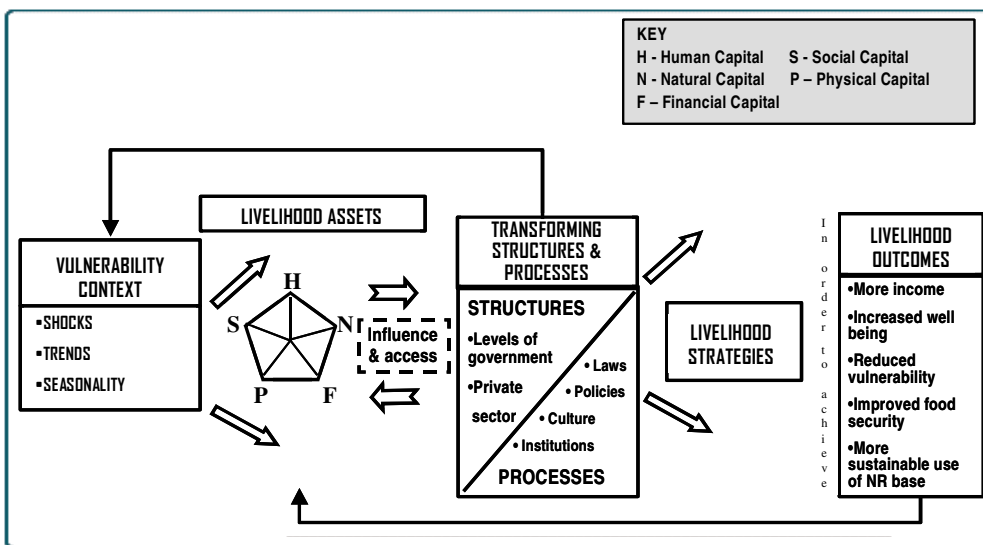 KEY
H - Human Capital S - Social Capital
N - Natural Capital P – Physical Capital
F – Financial Capital
LIVELIHOOD ASSETS
VULNERABILITY
CONTEXT
▪SHOCKS
▪TRENDS
▪SEASONALITY
H
S
N
P
F
Influence
& access
TRANSFORMING
STRUCTURES &
PROCESSES
STRUCTURES
•Levels of
government
•Private
sector
• Laws
• Policies
• Culture
• Institutions
PROCESSES
LIVELIHOOD
STRATEGIES
In order to achieve
LIVELIHOOD
OUTCOMES
•More income
•Increased well
being
•Reduced
vulnerability
•Improved food
security
•More
sustainable use
of NR base